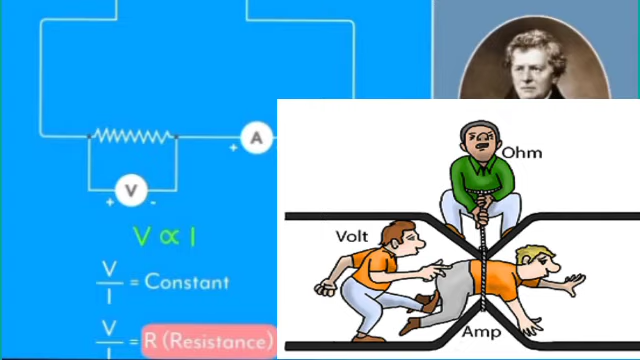 A
+
V
+ -
V ∝ I
V/I = Constant
V/I = R (Resistance)
Ohm
Volt
Amp